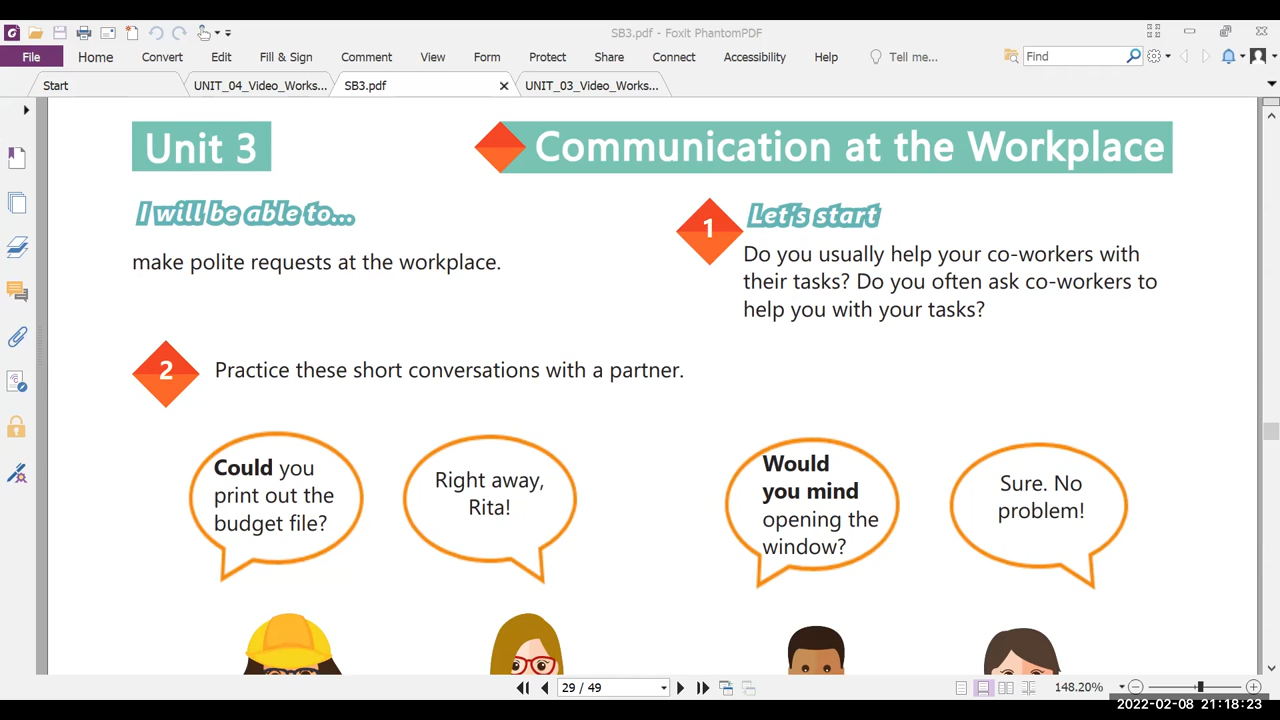 SB3.pdf - Foxit PhantomPDF
File Home Convert Edit Fill & Sign Comment View Form Protect Share Connect Accessibility Help Tell me... Find
Start UNIT_04_Video_Works... SB3.pdf UNIT_03_Video_Works...
Unit 3
Communication at the Workplace
I will be able to...
make polite requests at the workplace.
1
Let's start
Do you usually help your co-workers with
their tasks? Do you often ask co-workers to
help you with your tasks?
2
Practice these short conversations with a partner.
Could you
print out the
budget file?
Right away,
Rita!
Would
you mind
opening the
window?
Sure. No
problem!
29 / 49
148.20%
2022-02-08 21:18:23